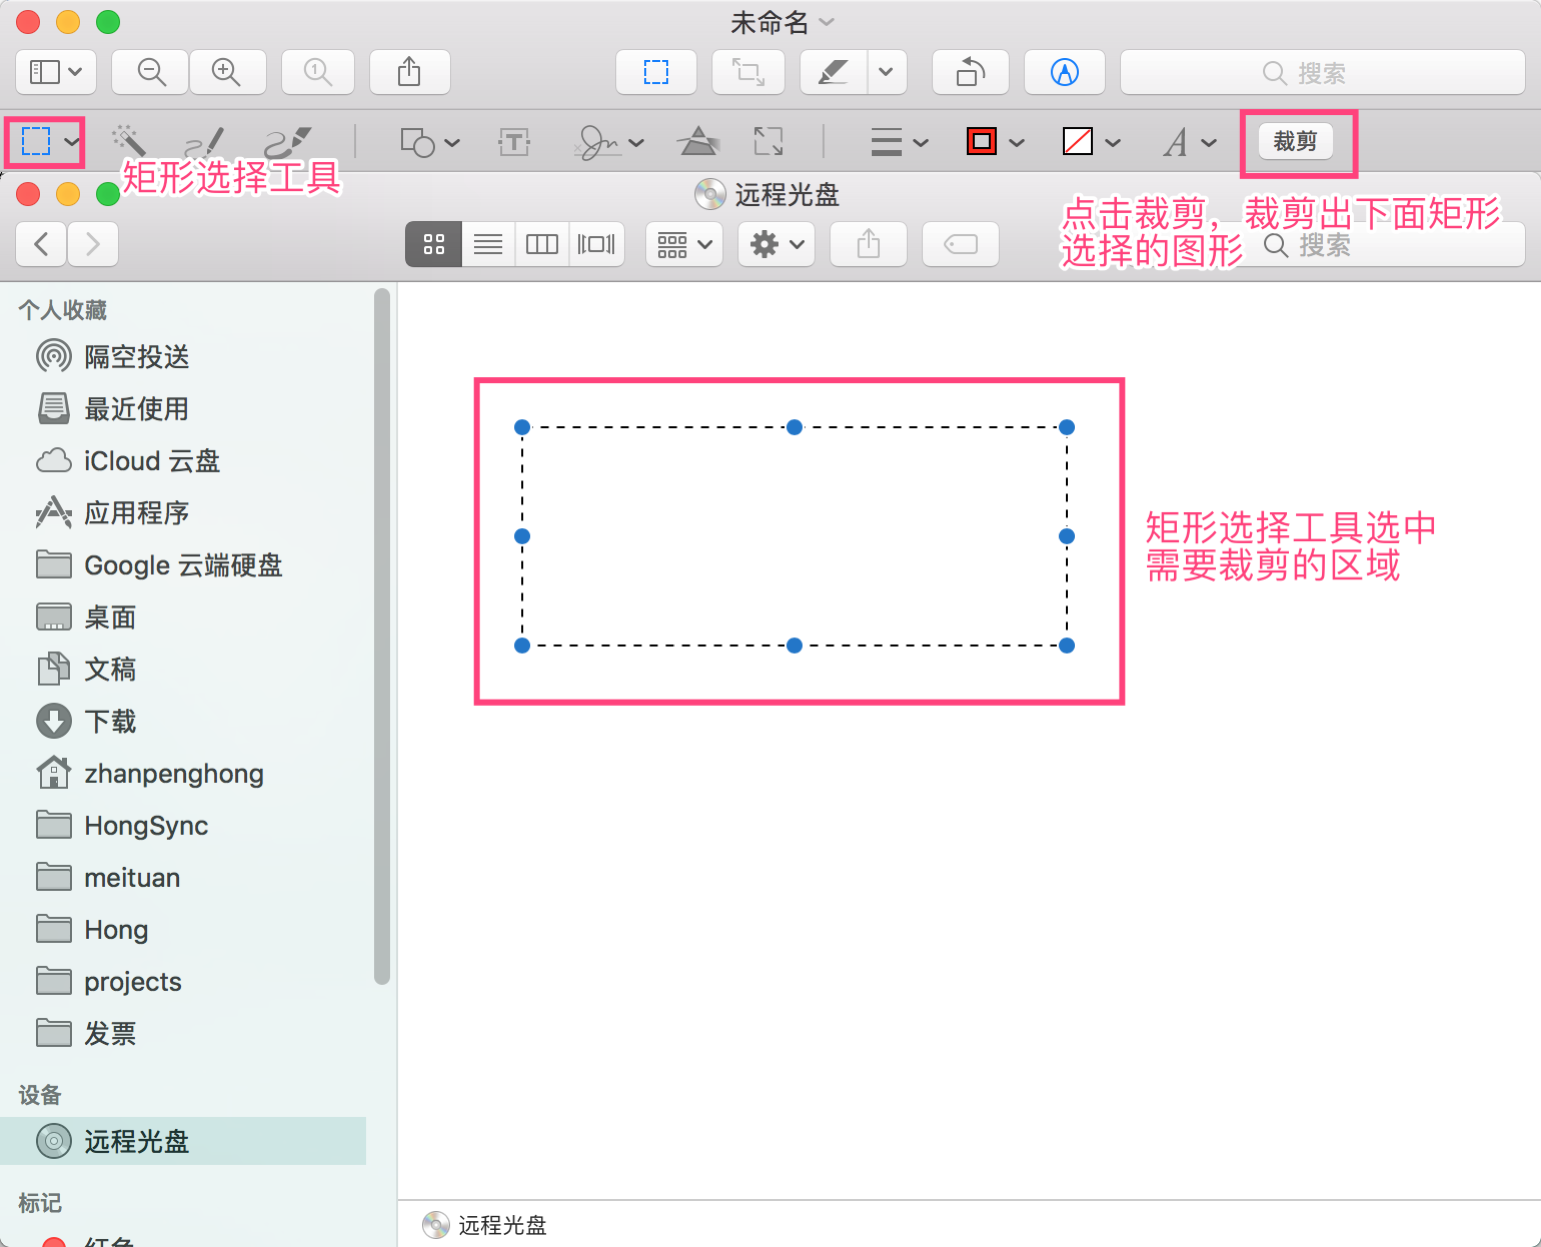 未命名
1
搜索
T
A
裁剪
矩形选择工具
远程光盘
点击裁剪，裁剪出下面矩形
选择的图形
搜索
个人收藏
隔空投送
最近使用
iCloud 云盘
应用程序
Google 云端硬盘
桌面
文稿
下载
zhanpenghong
HongSync
meituan
Hong
projects
发票
设备
远程光盘
标记
红色
矩形选择工具选中
需要裁剪的区域
远程光盘